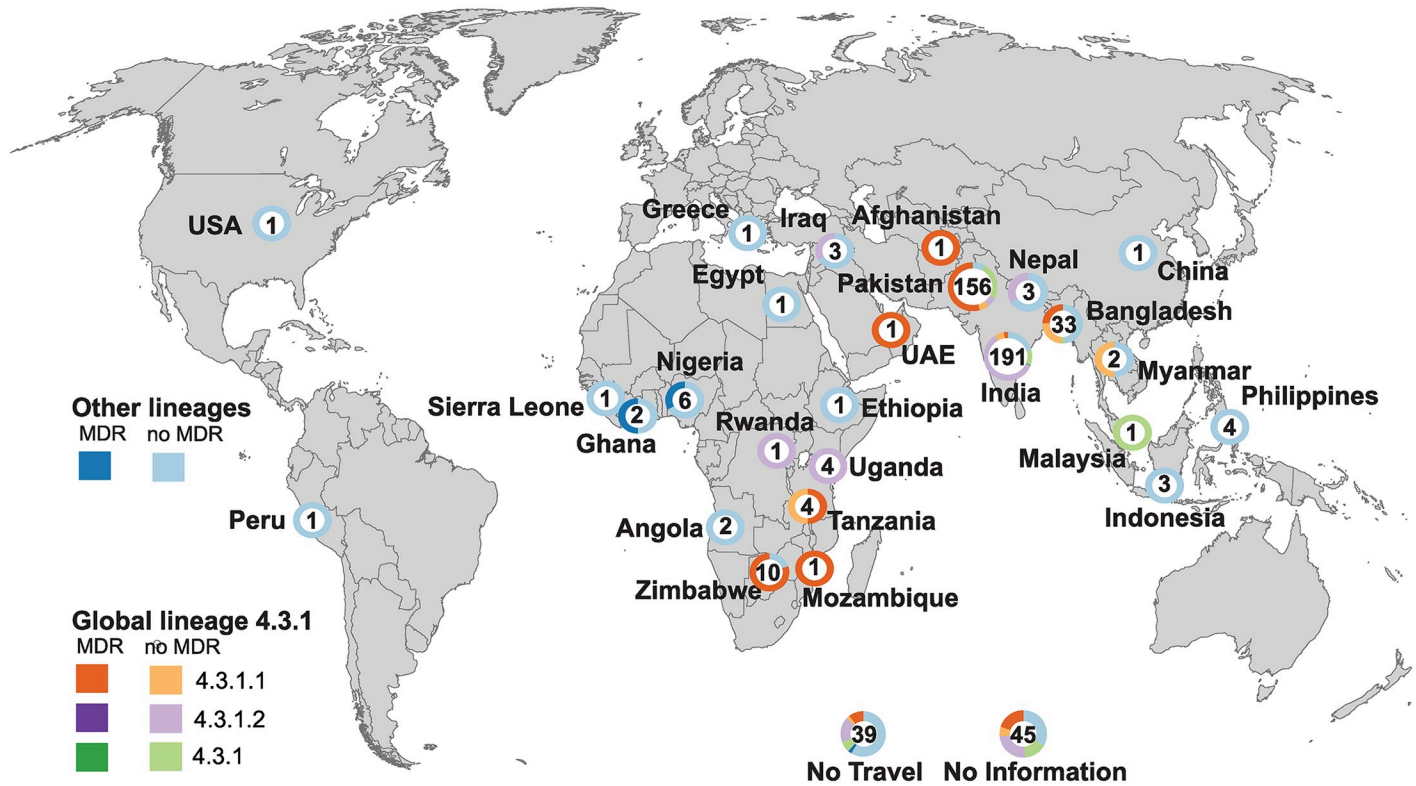 Greece
Iraq
Afghanistan
USA
1
1
3
1
1
China
Egypt
Pakistan
156
Nepal
3
1
Bangladesh
33
1
UAE
191
India
2
Myanmar
Nigeria
6
Other lineages
MDR no MDR
Sierra Leone
1
2
Ghana
1
Ethiopia
Philippines
4
Rwanda
1
4
Uganda
1
Malaysia
3
Indonesia
Peru
1
Angola
2
4
Tanzania
Zimbabwe
10
1
Mozambique
Global lineage 4.3.1
MDR no MDR
4.3.1.1
4.3.1.2
4.3.1
39
45
No Travel
No Information